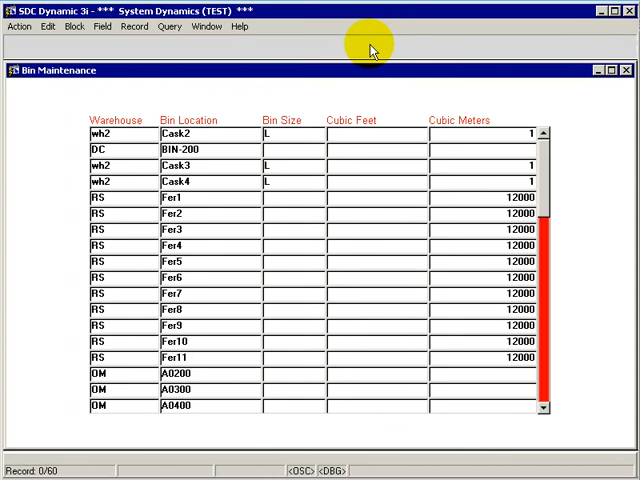 SDC Dynamic 3i - *** System Dynamics (TEST) ***
Action Edit Block Field Record Query Window Help
Bin Maintenance
Warehouse Bin Location Bin Size Cubic Feet Cubic Meters
wh2 Cask2 L 1
DC BIN-200
wh2 Cask3 L 1
wh2 Cask4 L 1
RS Fer1 12000
RS Fer2 12000
RS Fer3 12000
RS Fer4 12000
RS Fer5 12000
RS Fer6 12000
RS Fer7 12000
RS Fer8 12000
RS Fer9 12000
RS Fer10 12000
RS Fer11 12000
OM A0200
OM A0300
OM A0400
Record: 0/60 <OSC> <DBG>